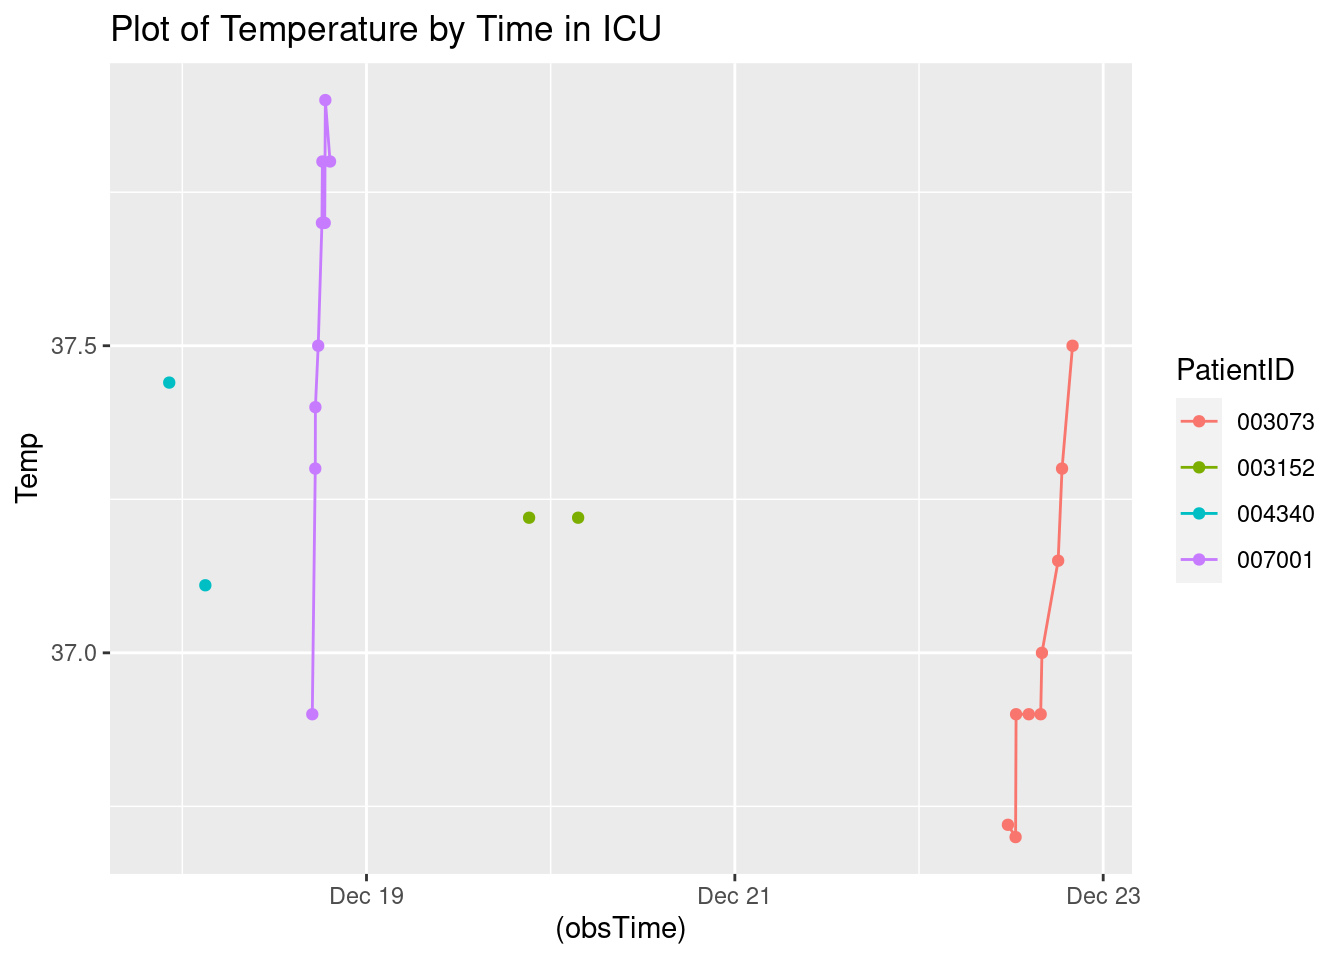 Plot of Temperature by Time in ICU
37.5
37.0
Temp
Dec 19
Dec 21
Dec 23
(obsTime)
PatientID
003073
003152
004340
007001